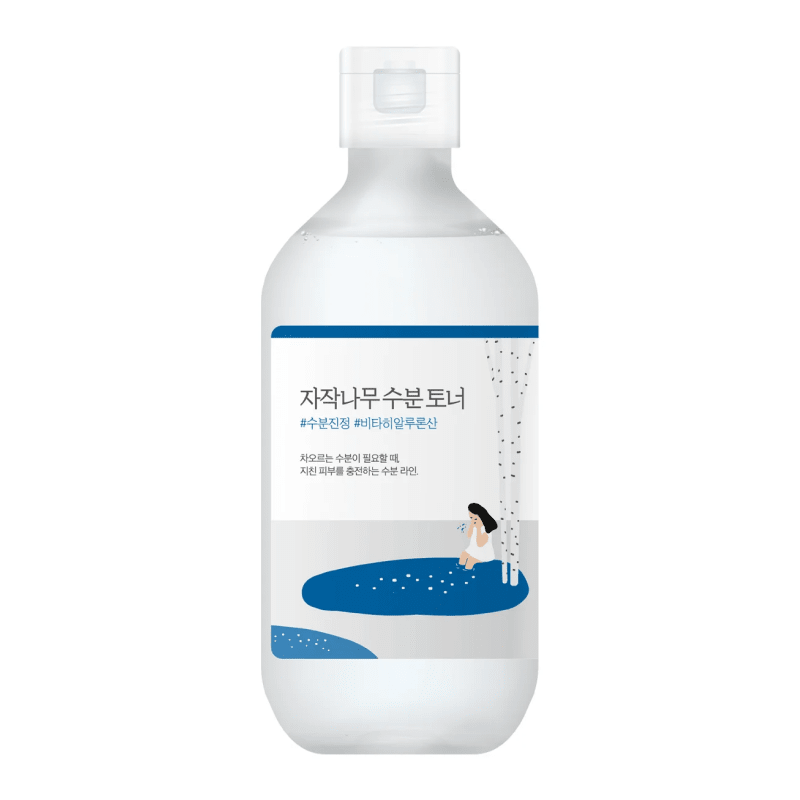 자작나무 수분 토너
#수분진정 #비타히알루론산
차오르는 수분이 필요할 때,
지친 피부를 충전하는 수분 라인.